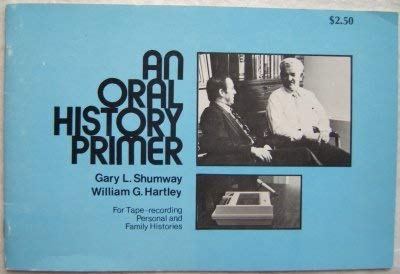 $2.50
AN
ORAL
HISTORY
PRIMER
Gary L. Shumway
William G. Hartley
For Tape-recording
Personal and
Family Histories